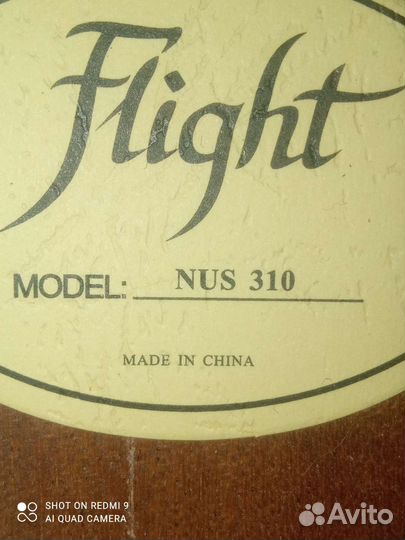 Flight
MODEL: NUS 310
MADE IN CHINA
SHOT ON REDMI 9
AI QUAD CAMERA
Avito